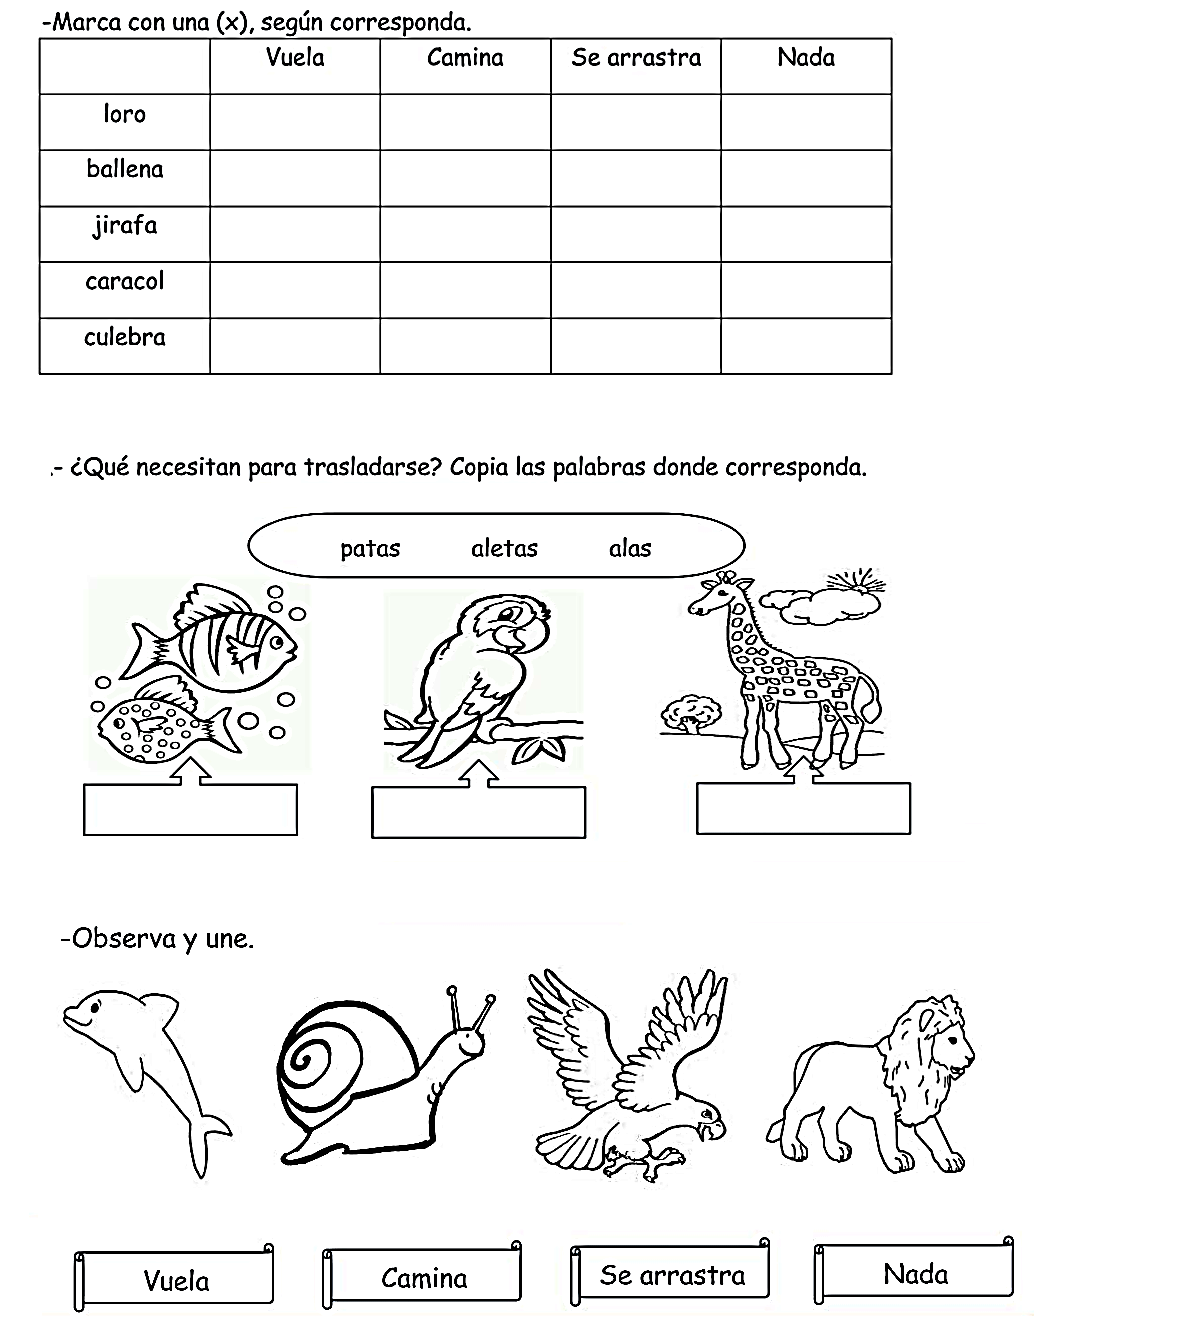 -Marca con una (x), según corresponda.
Vuela Camina Se arrastra Nada
loro
ballena
jirafa
caracol
culebra
.- ¿Qué necesitan para trasladarse? Copia las palabras donde corresponda.
patas aletas alas
-Observa y une.
Vuela Camina Se arrastra Nada